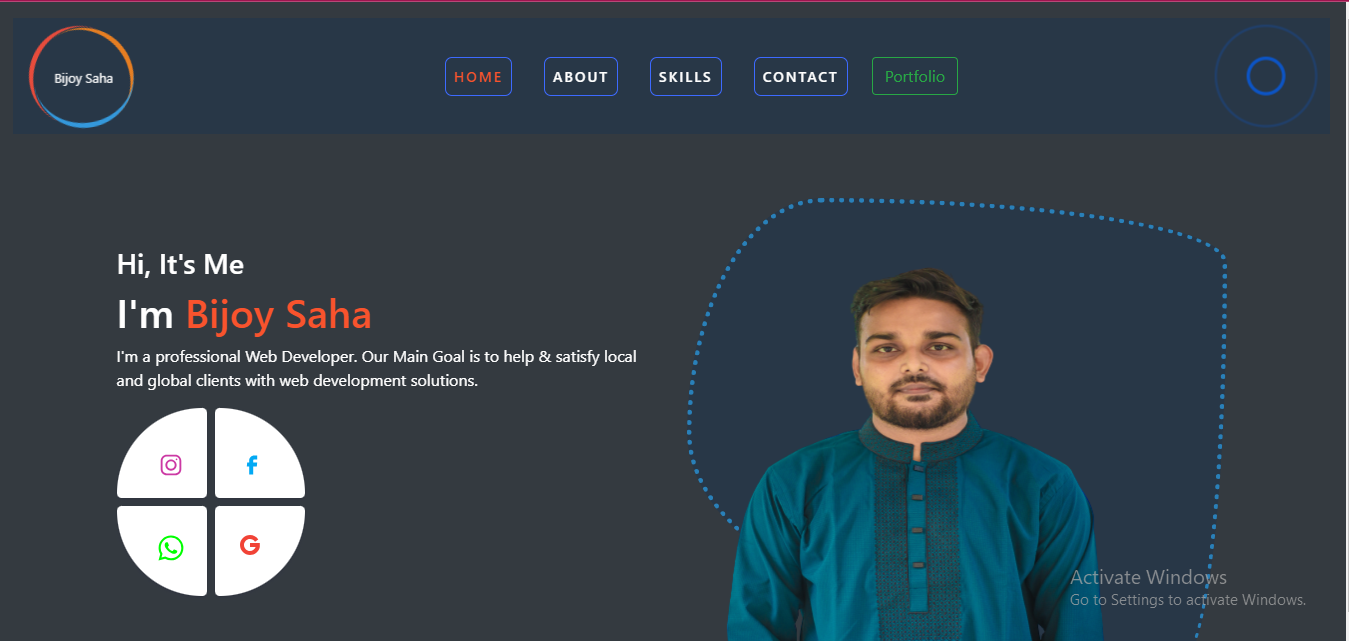 Bijoy Saha
HOME
ABOUT
SKILLS
CONTACT
Portfolio
Hi, It's Me
I'm Bijoy Saha
I'm a professional Web Developer. Our Main Goal is to help & satisfy local
and global clients with web development solutions.
Activate Windows
Go to Settings to activate Windows.